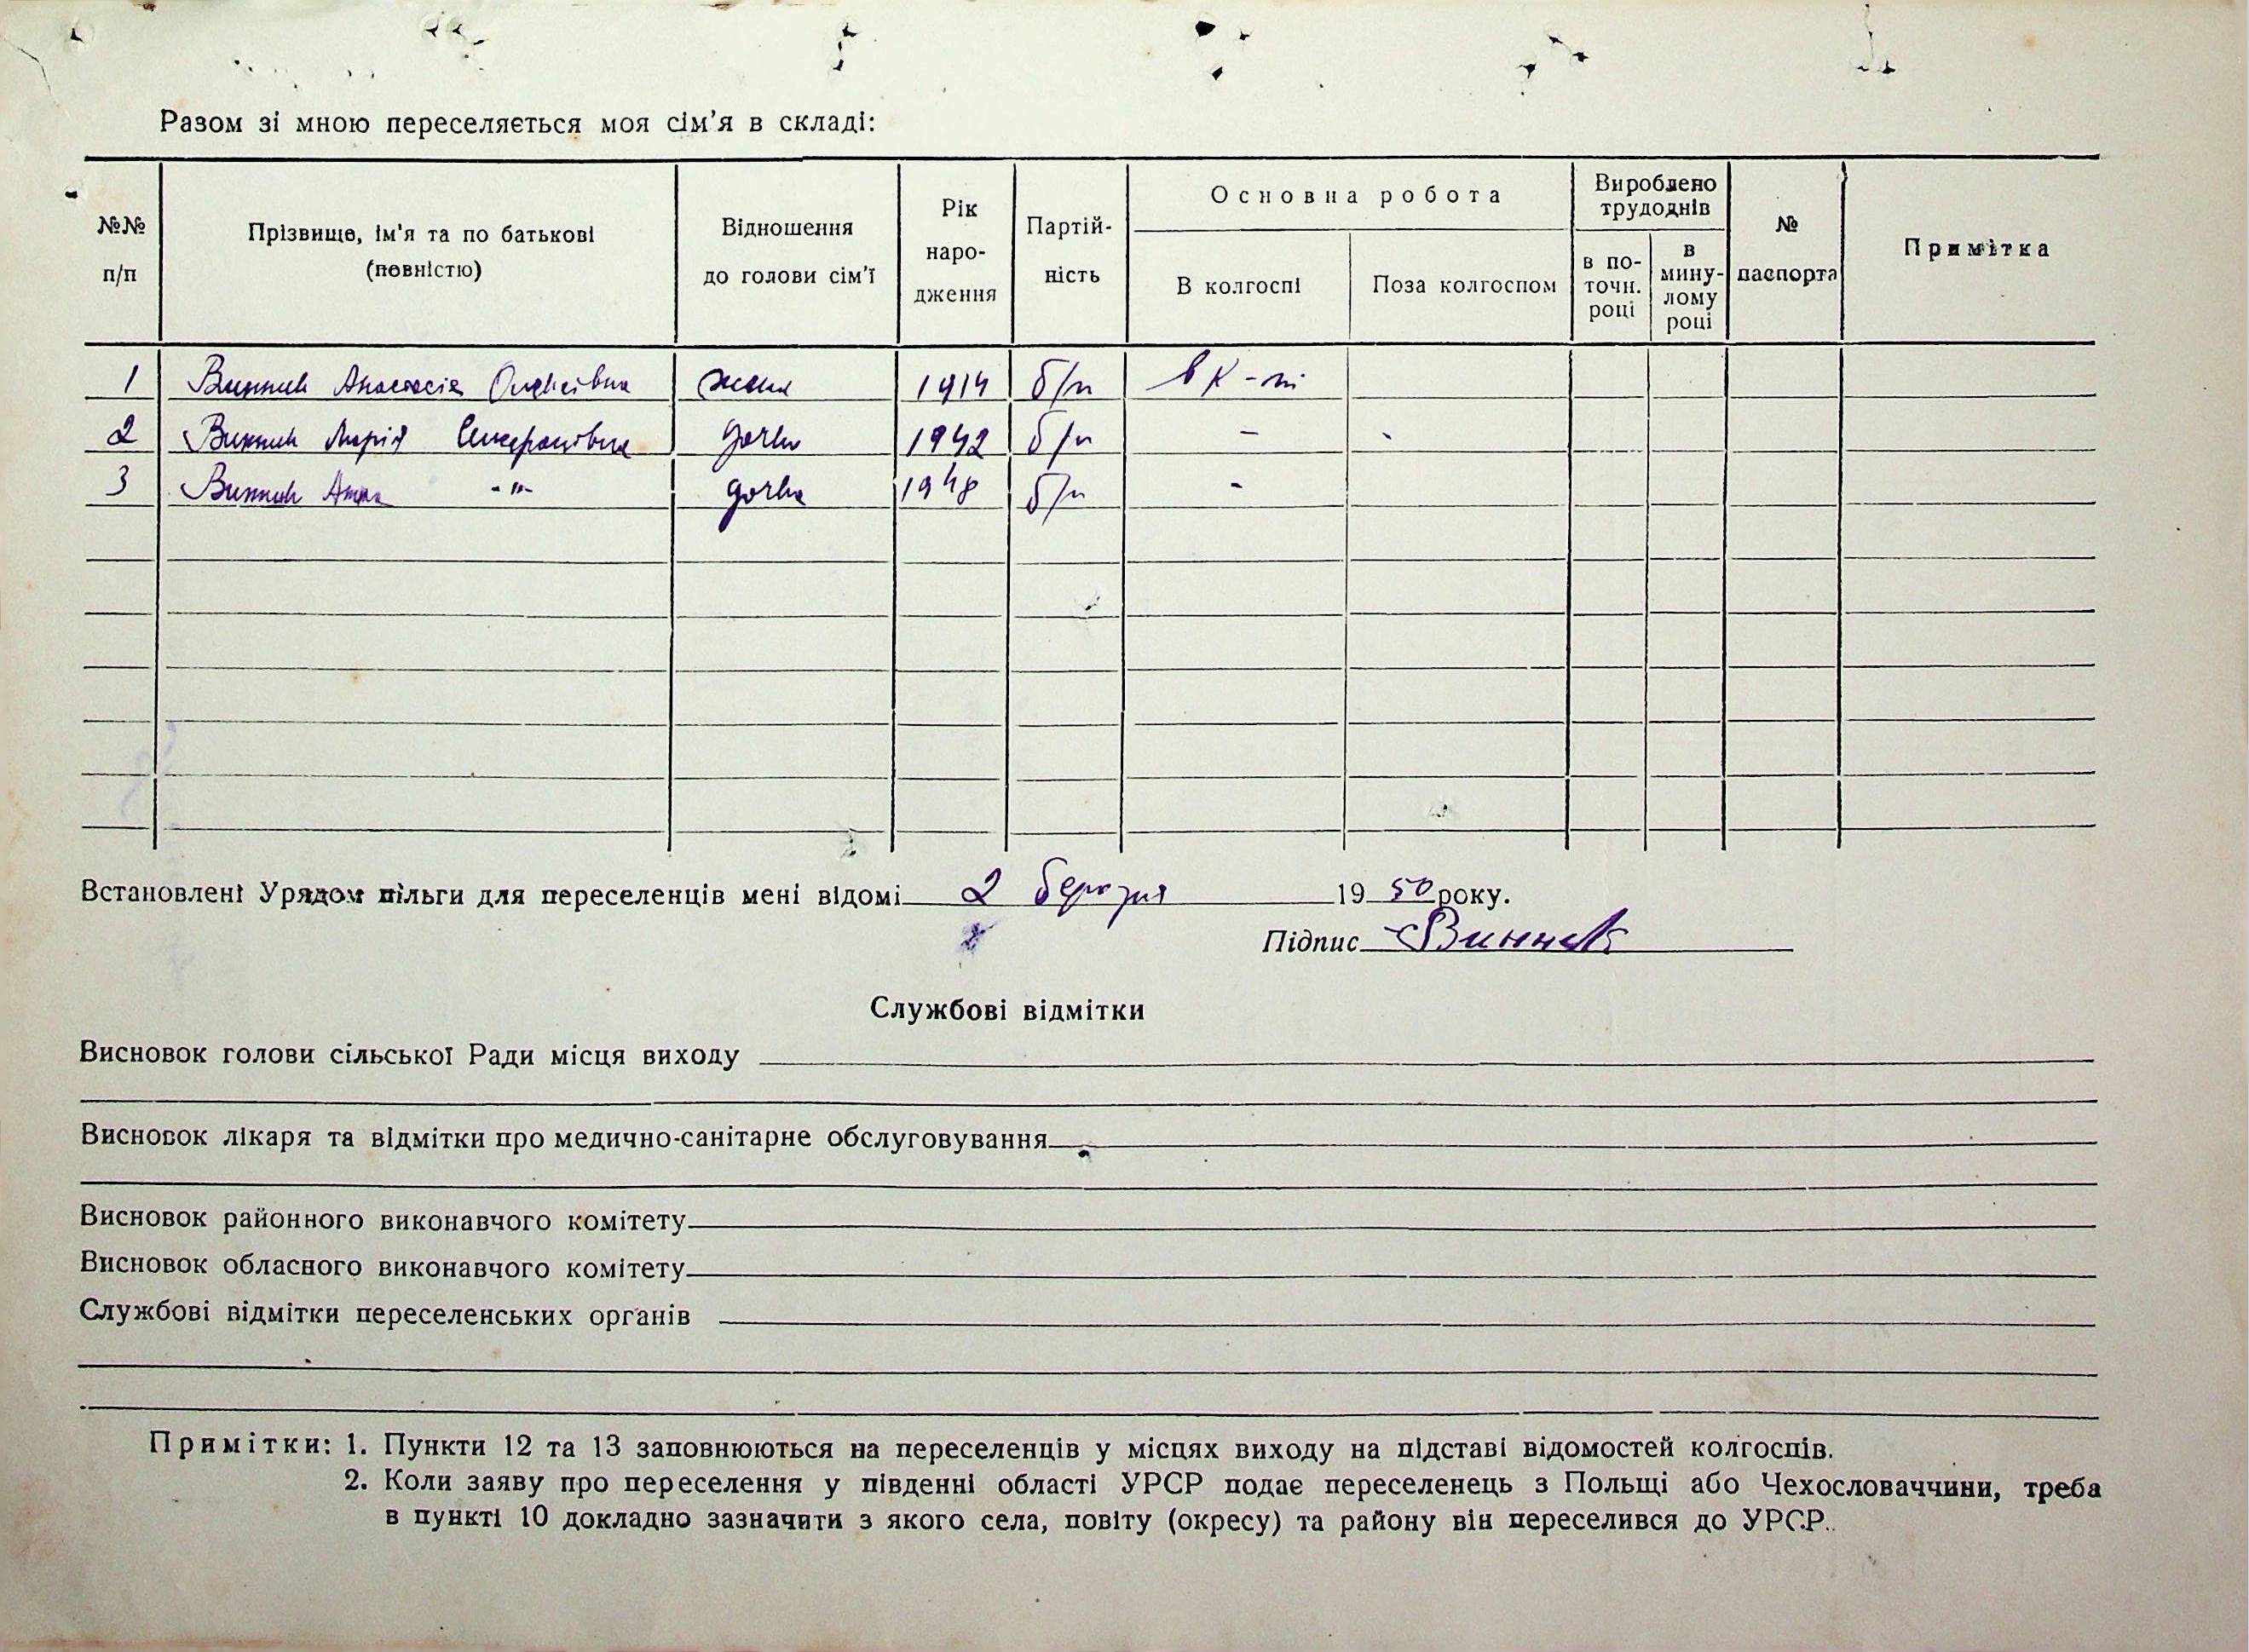 Разом зі мною переселяється моя сім'я в складі:
№№ п/п
Прізвище, ім'я та по батькові (повністю)
Відношення до голови сім'ї
Рік народження
Партійність
Основна робота
В колгоспі
Поза колгоспом
Вироблено трудоднів
в поточн. році
в минулому році
№ паспорта
Примітка
1 Винник Анастасія жена 1914 б/п в к-пі
2 Винник Марія дочка 1942 б/п –
3 Винник Анна -"- дочка 1948 б/п -
Встановлені Урядом пільги для переселенців мені відомі 2 березня 1950 року.
Підпис Винник
Службові відмітки
Висновок голови сільської Ради місця виходу
Висновок лікаря та відмітки про медично-санітарне обслуговування
Висновок районного виконавчого комітету
Висновок обласного виконавчого комітету
Службові відмітки переселенських органів
Примітки: 1. Пункти 12 та 13 заповнюються на переселенців у місцях виходу на підставі відомостей колгоспів.
2. Коли заяву про переселення у південні області УРСР подає переселенець з Польщі або Чехословаччини, треба
в пункті 10 докладно зазначити з якого села, повіту (окресу) та району він переселився до УРСР.